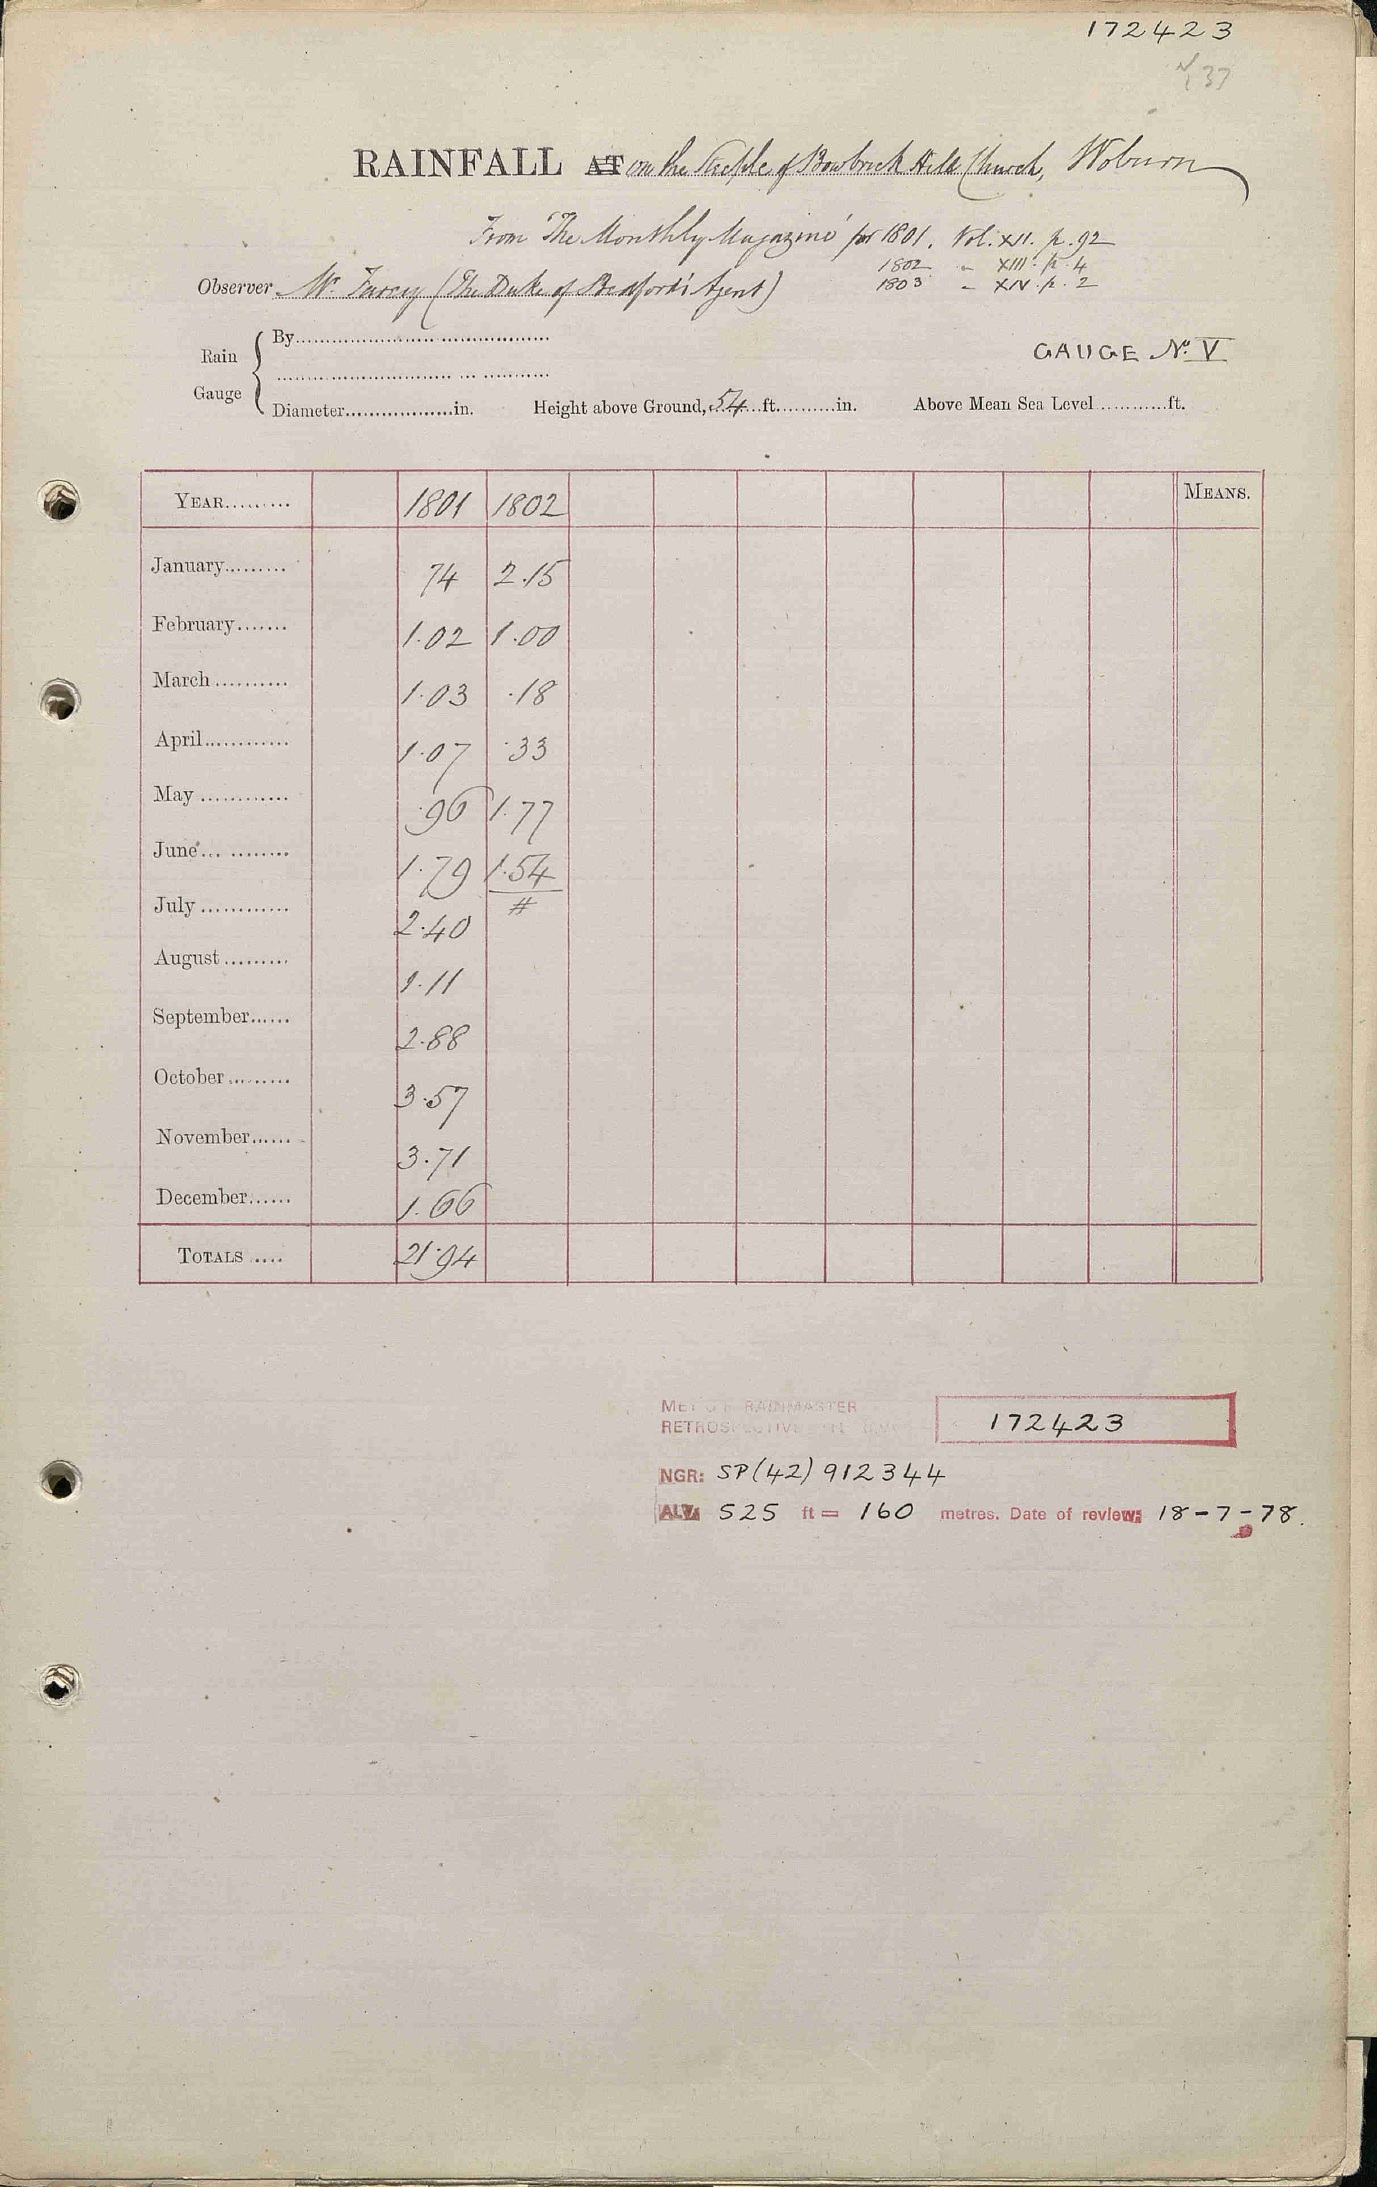 172423
137
RAINFALL AT on the Steeple of Bowbrick Hill Church, Woburn
From 'The Monthly Magazine' for 1801. Vol. XII. p. 92
1802 " XIII. p. 4
Observer Mr. Farey (The Duke of Bedford's Agent)
1803 " XIV. p. 2
Rain Gauge { By
GAUGE No. V
Diameter..................in. Height above Ground, 54 ft..........in. Above Mean Sea Level............ft.
YEAR......... 1801 1802 MEANS.
January......... 74 2.15
February....... 1.02 1.00
March.......... 1.03 .18
April............ 1.07 .33
May............ .96 1.77
June............ 1.79 1.54
July............ 2.40 #
August......... 1.11
September...... 2.88
October......... 3.57
November...... 3.71
December...... 1.66
TOTALS..... 21.94
MET O 8 RAINMASTER
RETROSPECTIVE 172423
NGR: SP(42) 912344
ALT: 525 ft = 160 metres. Date of review: 18-7-78.